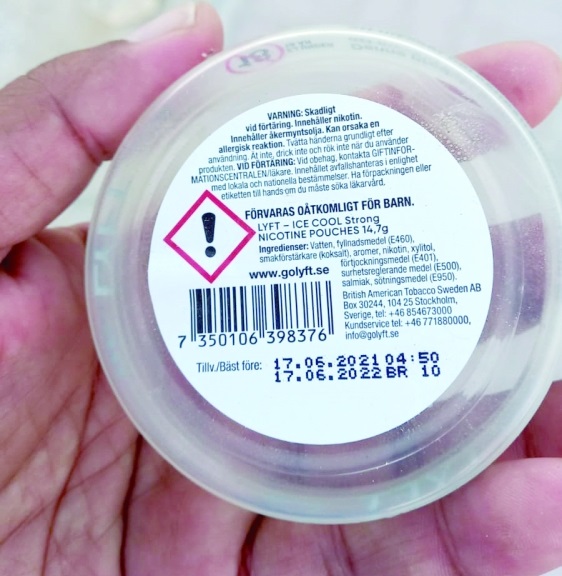 18
VARNING: Skadligt
vid förtäring. Innehåller nikotin.
Innehåller åkermyntsolja. Kan orsaka en
allergisk reaktion. Tvätta händerna grundligt efter
användning. Ät inte, drick inte och rök inte när du använder
produkten. VID FÖRTÄRING: Vid obehag, kontakta GIFTINFOR-
MATIONSCENTRALEN/läkare. Innehållet avfallshanteras i enlighet
med lokala och nationella bestämmelser. Ha förpackningen eller
etiketten till hands om du måste söka läkarvård.
FÖRVARAS OÅTKOMLIGT FÖR BARN.
LYFT – ICE COOL Strong
NICOTINE POUCHES 14,7g
Ingredienser: Vatten, fyllnadsmedel (E460),
smakförstärkare (koksalt), aromer, nikotin, xylitol,
förtjockningsmedel (E401),
surhetsreglerande medel (E500),
salmiak, sötningsmedel (E950).
www.golyft.se
British American Tobacco Sweden AB
Box 30244, 104 25 Stockholm,
Sverige, tel: +46 854673000
Kundservice tel: +46 771880000,
info@golyft.se
7 350106 398376
Tillv./Bäst före: 17.06.2021 04:50
17.06.2022 BR 10